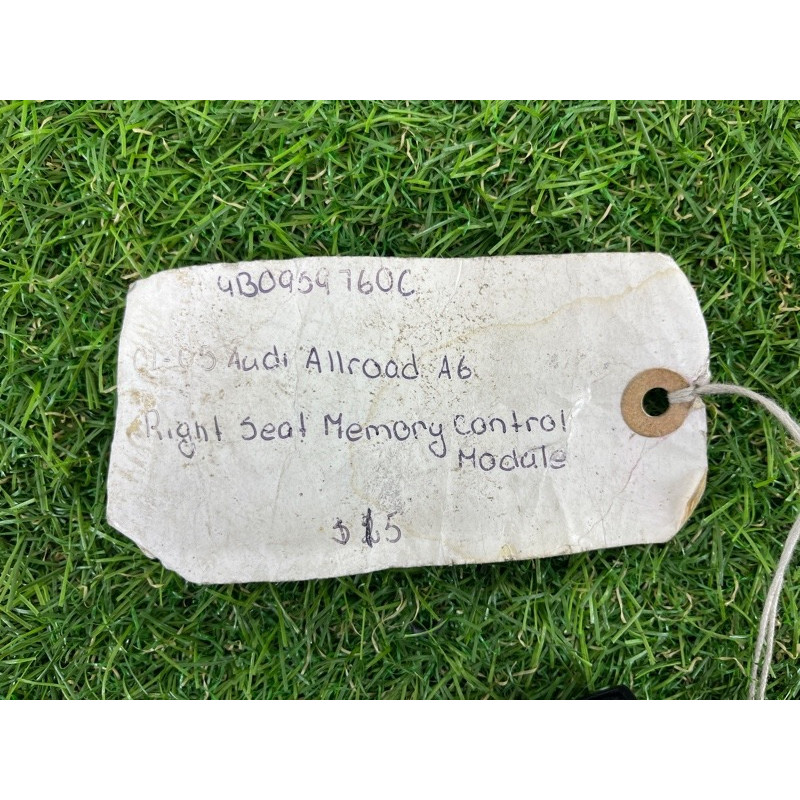 4B0959760C
01-05 Audi Allroad A6
Right Seat Memory Control
Module
$